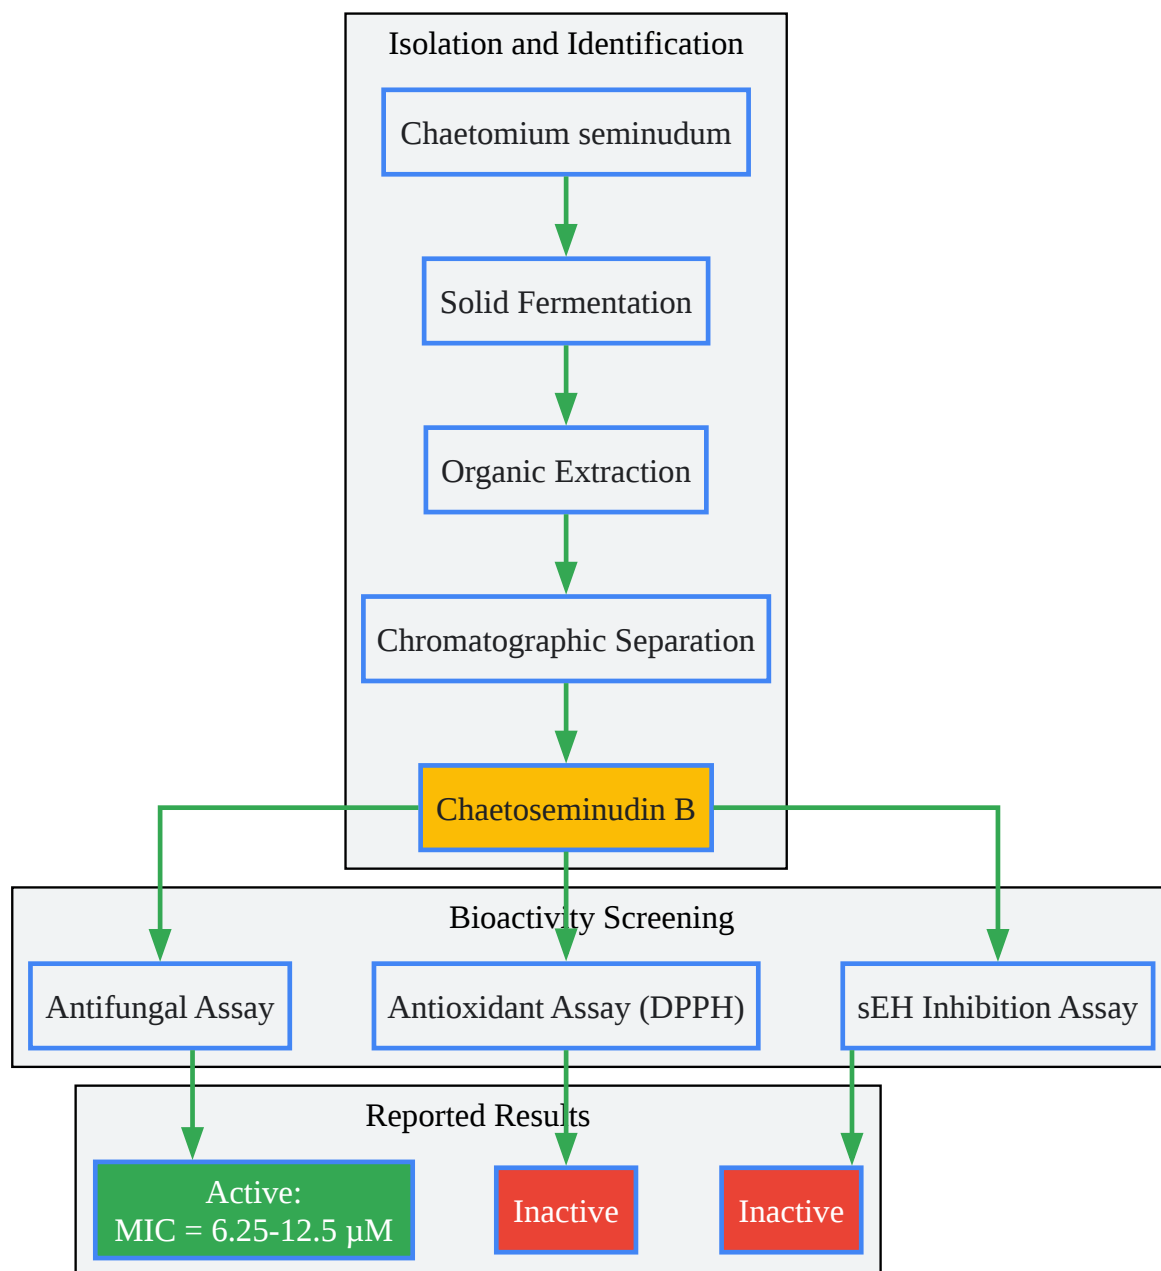 Isolation and Identification
Chaetomium seminudum
Solid Fermentation
Organic Extraction
Chromatographic Separation
Chaetoseminudin B
Bioactivity Screening
Antifungal Assay
Antioxidant Assay (DPPH)
sEH Inhibition Assay
Reported Results
Active:
MIC = 6.25-12.5 µM
Inactive
Inactive